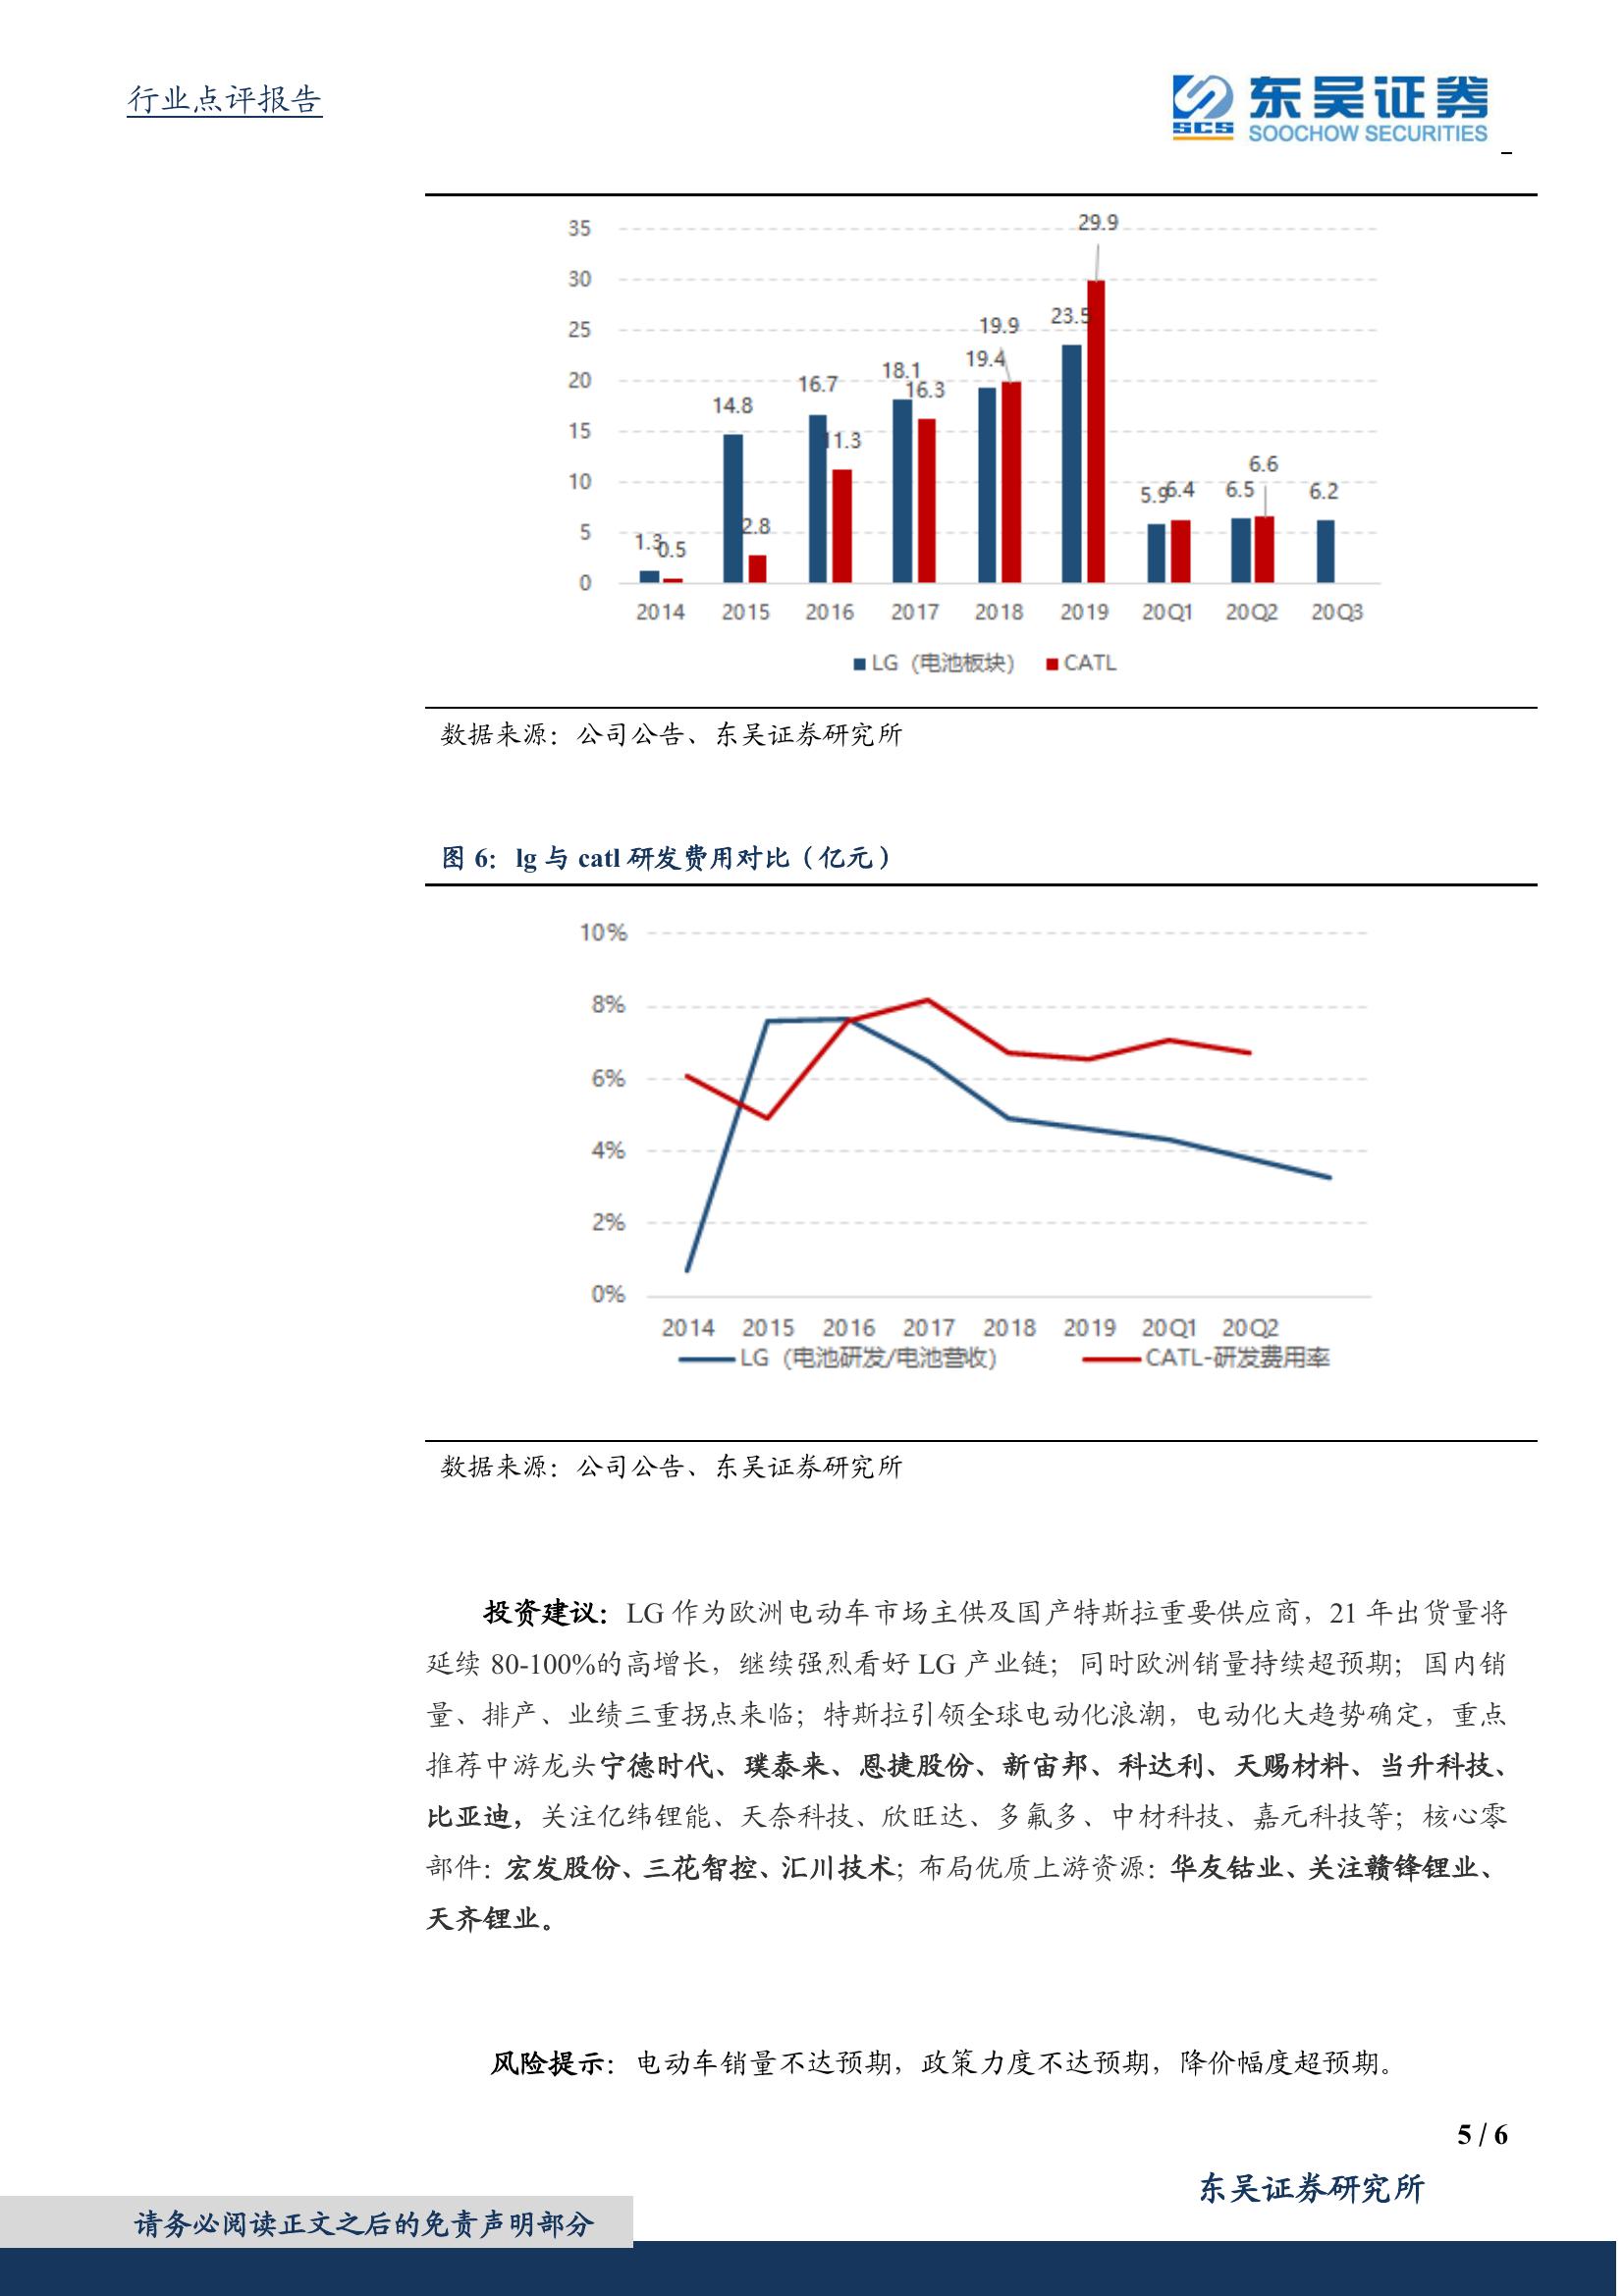 行业点评报告
SCS 东吴证券
SOOCHOW SECURITIES
35
30
25
20
15
10
5
0
1.3 0.5 14.8 2.8 16.7 11.3 18.1 16.3 19.4 19.9 23.5 29.9 5.9 6.4 6.5 6.6 6.2
2014 2015 2016 2017 2018 2019 20Q1 20Q2 20Q3
LG（电池板块） CATL
数据来源：公司公告、东吴证券研究所
图 6：lg 与 catl 研发费用对比（亿元）
10%
8%
6%
4%
2%
0%
2014 2015 2016 2017 2018 2019 20Q1 20Q2
LG（电池研发/电池营收） CATL-研发费用率
数据来源：公司公告、东吴证券研究所
投资建议：LG 作为欧洲电动车市场主供及国产特斯拉重要供应商，21 年出货量将
延续 80-100%的高增长，继续强烈看好 LG 产业链；同时欧洲销量持续超预期；国内销
量、排产、业绩三重拐点来临；特斯拉引领全球电动化浪潮，电动化大趋势确定，重点
推荐中游龙头宁德时代、璞泰来、恩捷股份、新宙邦、科达利、天赐材料、当升科技、
比亚迪，关注亿纬锂能、天奈科技、欣旺达、多氟多、中材科技、嘉元科技等；核心零
部件：宏发股份、三花智控、汇川技术；布局优质上游资源：华友钴业、关注赣锋锂业、
天齐锂业。
风险提示：电动车销量不达预期，政策力度不达预期，降价幅度超预期。
5 / 6
东吴证券研究所
请务必阅读正文之后的免责声明部分